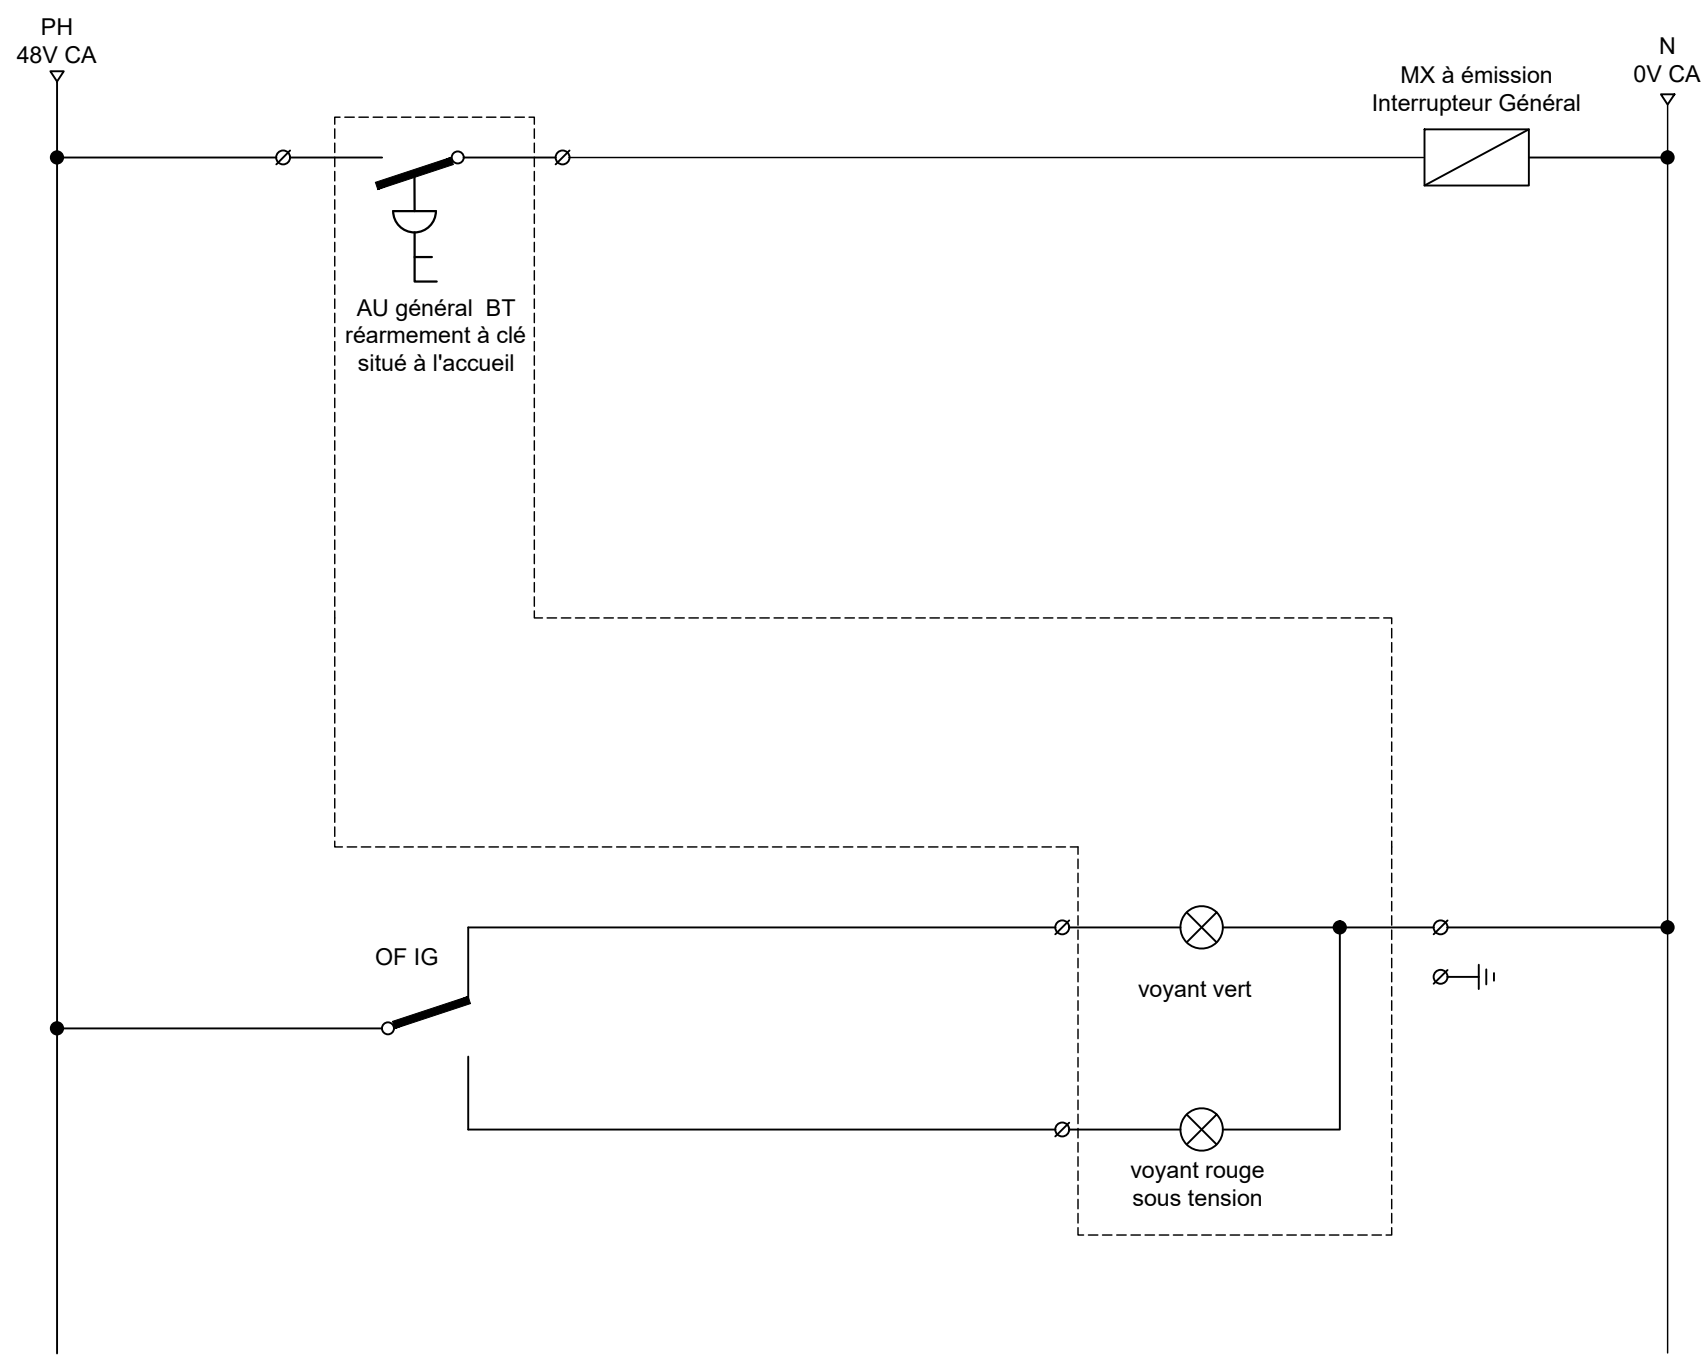 PH
48V CA
N
0V CA
MX à émission
Interrupteur Général
AU général BT
réarmement à clé
situé à l'accueil
OF IG
voyant vert
voyant rouge
sous tension